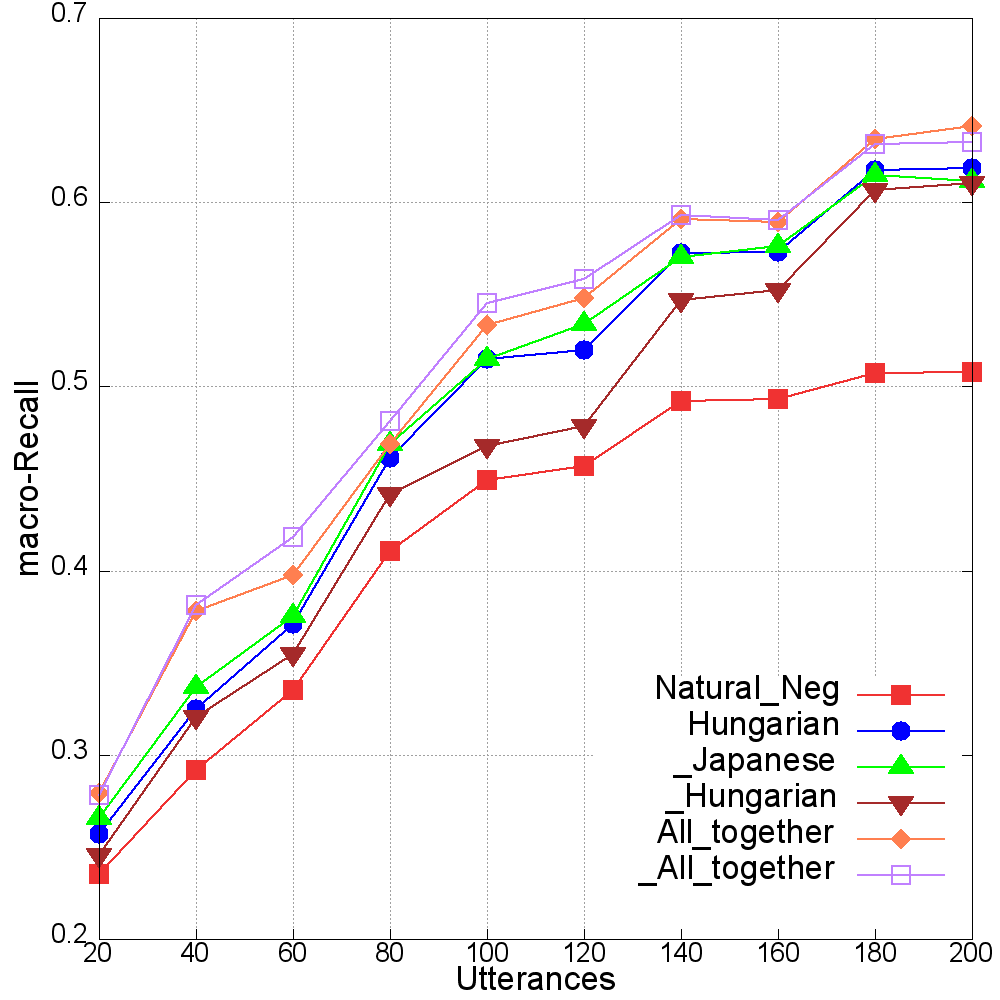 0.7
0.6
0.5
0.4
0.3
0.2
macro-Recall
Natural_Neg
Hungarian
_Japanese
_Hungarian
All_together
_All_together
20 40 60 80 100 120 140 160 180 200
Utterances